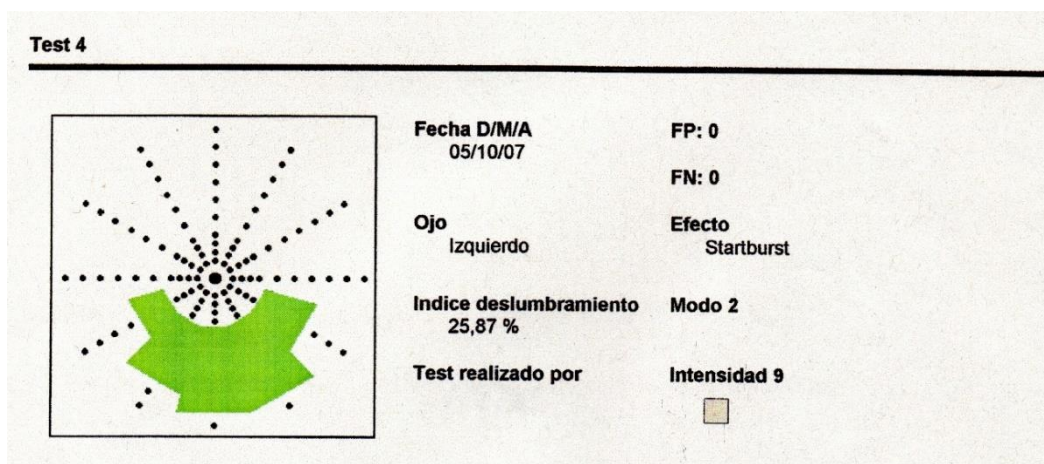 Test 4
Fecha D/M/A
05/10/07
FP: 0
FN: 0
Ojo
Izquierdo
Efecto
Startburst
Indice deslumbramiento
25,87 %
Modo 2
Test realizado por
Intensidad 9